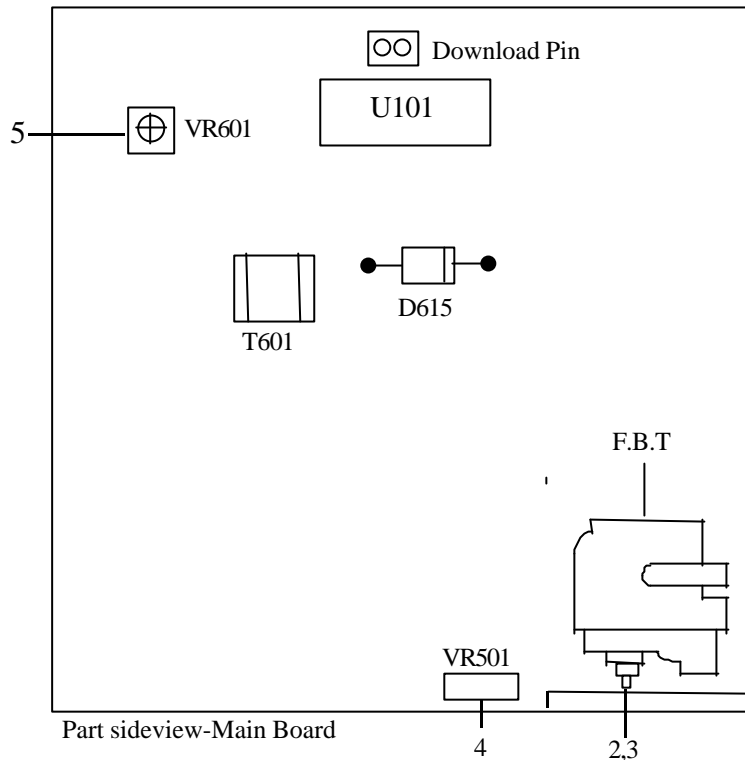 Download Pin
U101
5
VR601
D615
T601
F.B.T
VR501
Part sideview-Main Board
4
2,3